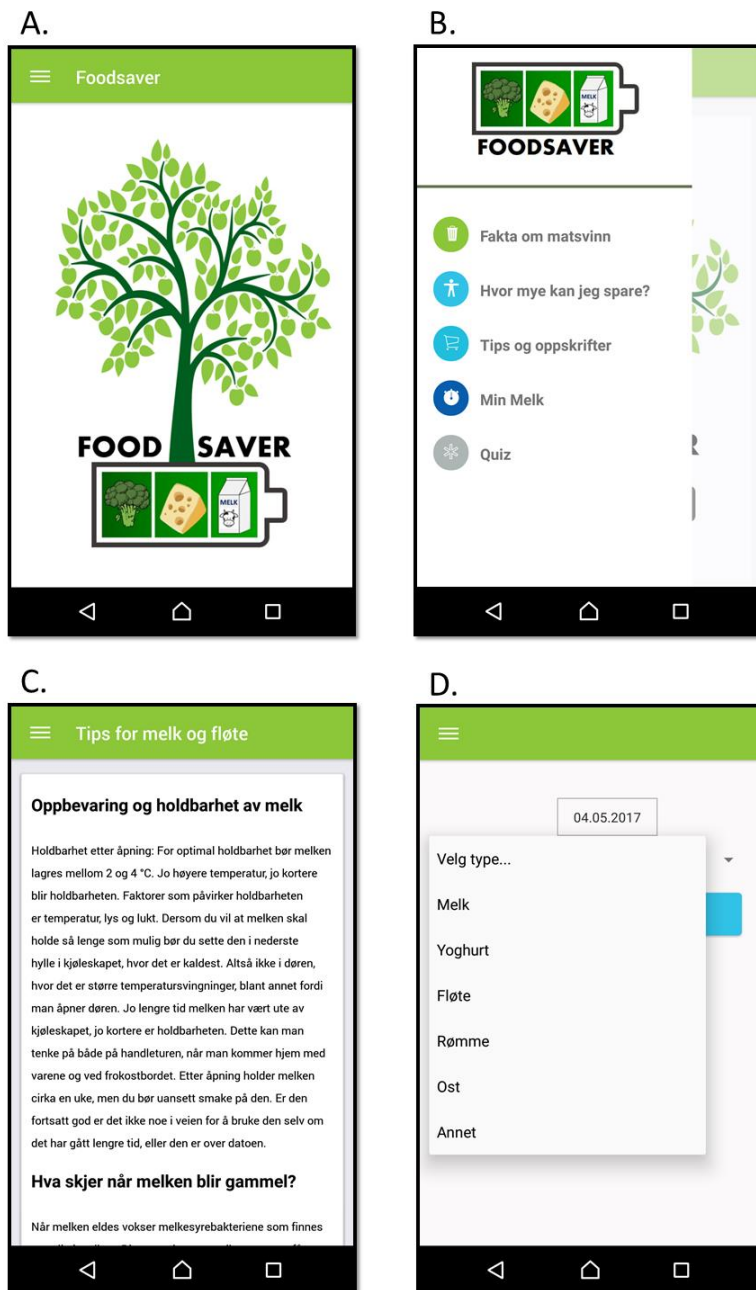 A.
Foodsaver
FOOD SAVER
MELK
B.
MELK
FOODSAVER
Fakta om matsvinn
Hvor mye kan jeg spare?
Tips og oppskrifter
Min Melk
Quiz
R
C.
Tips for melk og fløte
Oppbevaring og holdbarhet av melk
Holdbarhet etter åpning: For optimal holdbarhet bør melken
lagres mellom 2 og 4 °C. Jo høyere temperatur, jo kortere
blir holdbarheten. Faktorer som påvirker holdbarheten
er temperatur, lys og lukt. Dersom du vil at melken skal
holde så lenge som mulig bør du sette den i nederste
hylle i kjøleskapet, hvor det er kaldest. Altså ikke i døren,
hvor det er større temperatursvingninger, blant annet fordi
man åpner døren. Jo lengre tid melken har vært ute av
kjøleskapet, jo kortere er holdbarheten. Dette kan man
tenke på både på handleturen, når man kommer hjem med
varene og ved frokostbordet. Etter åpning holder melken
cirka en uke, men du bør uansett smake på den. Er den
fortsatt god er det ikke noe i veien for å bruke den selv om
det har gått lengre tid, eller den er over datoen.
Hva skjer når melken blir gammel?
Når melken eldes vokser melkesyrebakteriene som finnes
D.
04.05.2017
Velg type...
Melk
Yoghurt
Fløte
Rømme
Ost
Annet